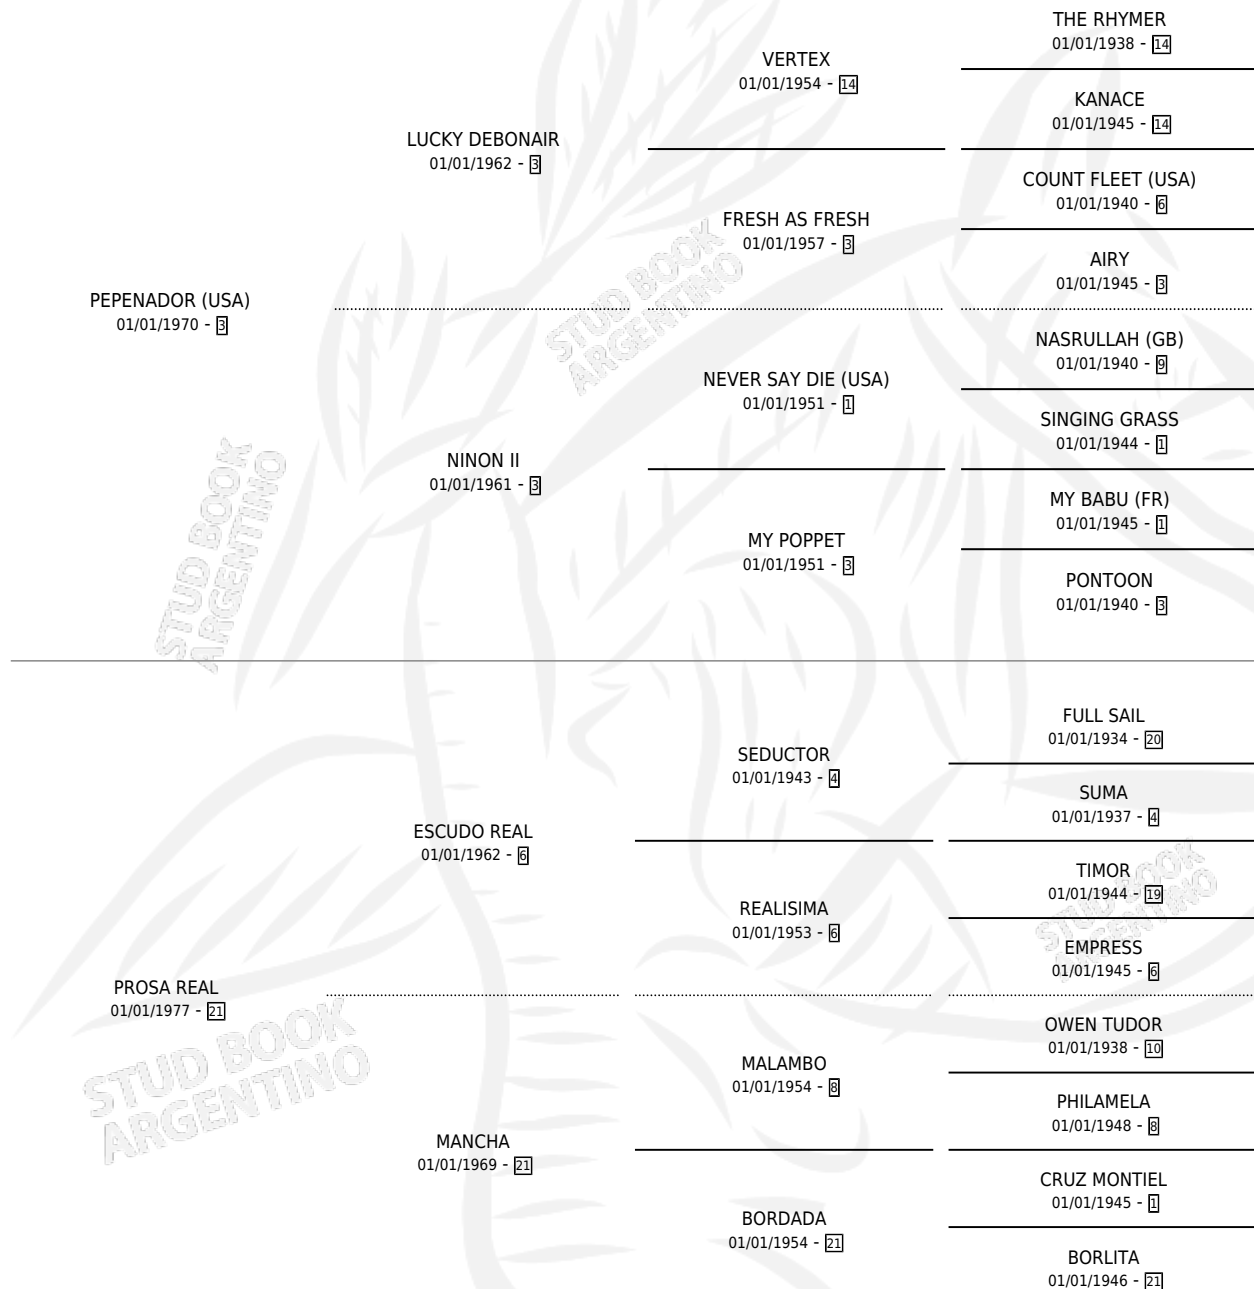 THE RHYMER
01/01/1938 - 14
VERTEX
01/01/1954 - 14
KANACE
01/01/1945 - 14
LUCKY DEBONAIR
01/01/1962 - 3
COUNT FLEET (USA)
01/01/1940 - 6
FRESH AS FRESH
01/01/1957 - 3
AIRY
01/01/1945 - 3
PEPENADOR (USA)
01/01/1970 - 3
NASRULLAH (GB)
01/01/1940 - 9
NEVER SAY DIE (USA)
01/01/1951 - 1
SINGING GRASS
01/01/1944 - 1
NINON II
01/01/1961 - 3
MY BABU (FR)
01/01/1945 - 1
MY POPPET
01/01/1951 - 3
PONTOON
01/01/1940 - 3
FULL SAIL
01/01/1934 - 20
SEDUCTOR
01/01/1943 - 4
SUMA
01/01/1937 - 4
ESCUDO REAL
01/01/1962 - 6
TIMOR
01/01/1944 - 19
REALISIMA
01/01/1953 - 6
EMPRESS
01/01/1945 - 6
PROSA REAL
01/01/1977 - 21
OWEN TUDOR
01/01/1938 - 10
MALAMBO
01/01/1954 - 8
PHILAMELA
01/01/1948 - 8
MANCHA
01/01/1969 - 21
CRUZ MONTIEL
01/01/1945 - 1
BORDADA
01/01/1954 - 21
BORLITA
01/01/1946 - 21
STUD BOOK
ARGENTINO
STUD BOOK
ARGENTINO
STUD BOOK
ARGENTINO
STUD BOOK
ARGENTINO